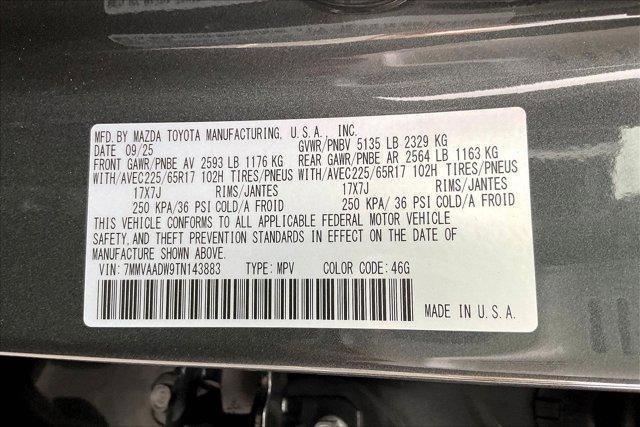 MFD. BY MAZDA TOYOTA MANUFACTURING, U.S.A., INC.
DATE 09/25 GVWR/PNBV 5135 LB 2329 KG
FRONT GAWR/PNBE AV 2593 LB 1176 KG REAR GAWR/PNBE AR 2564 LB 1163 KG
WITH/AVEC225/65R17 102H TIRES/PNEUS WITH/AVEC225/65R17 102H TIRES/PNEUS
17X7J RIMS/JANTES 17X7J RIMS/JANTES
250 KPA/36 PSI COLD/A FROID 250 KPA/ 36 PSI COLD/A FROID
THIS VEHICLE CONFORMS TO ALL APPLICABLE FEDERAL MOTOR VEHICLE
SAFETY, AND THEFT PREVENTION STANDARDS IN EFFECT ON THE DATE OF
MANUFACTURE SHOWN ABOVE.
VIN: 7MMVAADW9TN143883 TYPE: MPV COLOR CODE: 46G
MADE IN U.S.A.